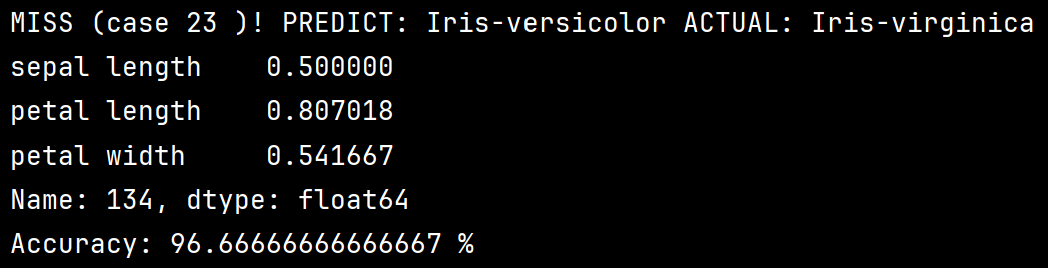 MISS (case 23 )! PREDICT: Iris-versicolor ACTUAL: Iris-virginica
sepal length    0.500000
petal length    0.807018
petal width     0.541667
Name: 134, dtype: float64
Accuracy: 96.66666666666667 %